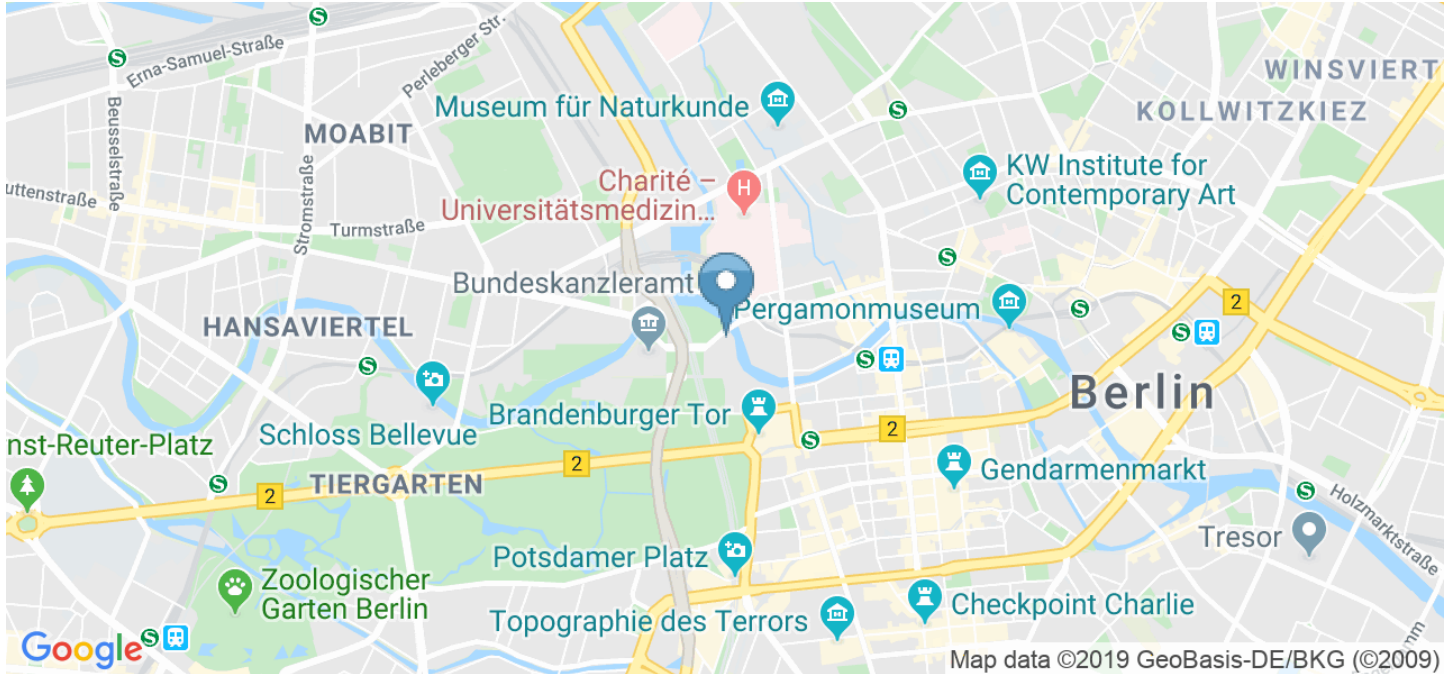 Erna-Samuel-Straße
Perleberger Str.
Beusselstraße
MOABIT
Museum für Naturkunde
WINSVIERT
KOLLWITZKIEZ
S
S
S
KW Institute for
Contemporary Art
Charité –
Universitätsmedizin...
H
uttenstraße
Stromstraße
Turmstraße
S
Bundeskanzleramt
Pergamonmuseum
2
S
S
HANSAVIERTEL
S
S
Berlin
Brandenburger Tor
2
S
Schloss Bellevue
nst-Reuter-Platz
2
2
TIERGARTEN
S
Gendarmenmarkt
S
Holzmarktstraße
Tresor
Potsdamer Platz
Zoologischer
Garten Berlin
Topographie des Terrors
Checkpoint Charlie
S
Google
Map data ©2019 GeoBasis-DE/BKG (©2009)